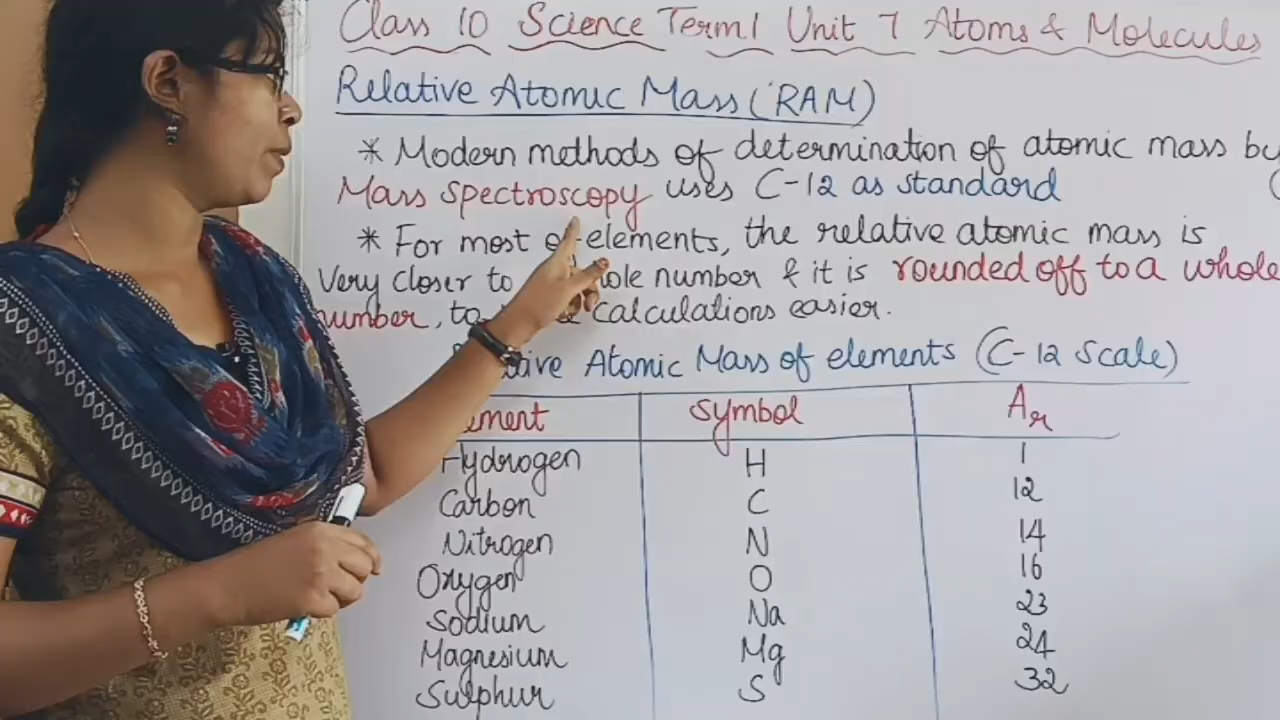 Class 10 Science Term1 Unit 7 Atoms & Molecules
Relative Atomic Mass (RAM)
* Modern methods of determination of atomic mass by
Mass spectroscopy uses C-12 as standard
* For most elements, the relative atomic mass is
Very closer to number & it is rounded off to a whole
number, to calculations easier.
Atomic Mass of elements (C-12 Scale)
Symbol Ar
Hydrogen H 1
Carbon C 12
Nitrogen N 14
Oxygen O 16
Sodium Na 23
Magnesium Mg 24
Sulphur S 32